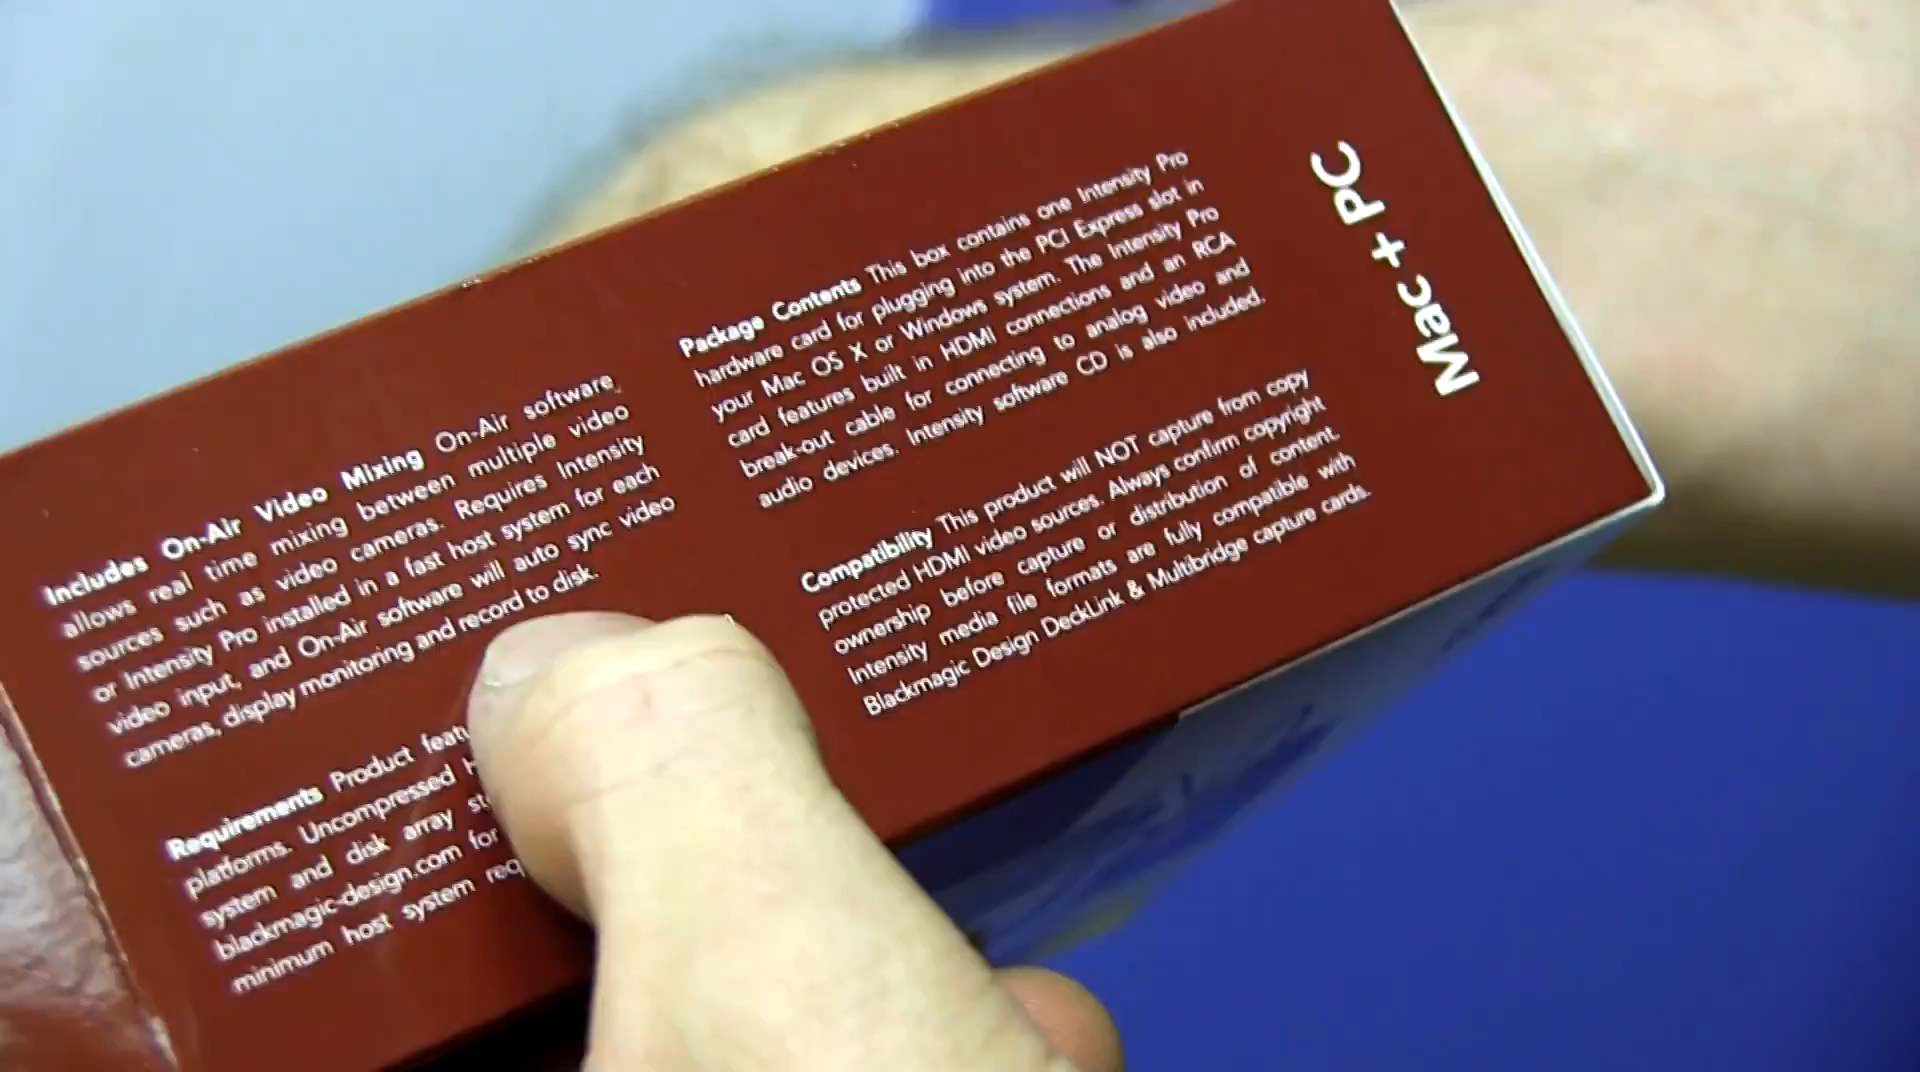 Includes On-Air Video Mixing On-Air software,
allows real time mixing between multiple video
sources such as video cameras. Requires Intensity
or Intensity Pro installed in a fast host system for each
video input, and On-Air software will auto sync video
cameras, display monitoring and record to disk.
Requirements Product
platforms. Uncompressed
system and disk array
blackmagic-design.com for
minimum host system
Package Contents This box contains one Intensity Pro
hardware card for plugging into the PCI Express slot in
your Mac OS X or Windows system. The Intensity Pro
card features built in HDMI connections and an RCA
break-out cable for connecting to analog video and
audio devices. Intensity software CD is also included.
Compatibility This product will NOT capture from copy
protected HDMI video sources. Always confirm copyright
ownership before capture or distribution of content.
Intensity media file formats are fully compatible with
Blackmagic Design DeckLink & Multibridge capture cards.
Mac + PC